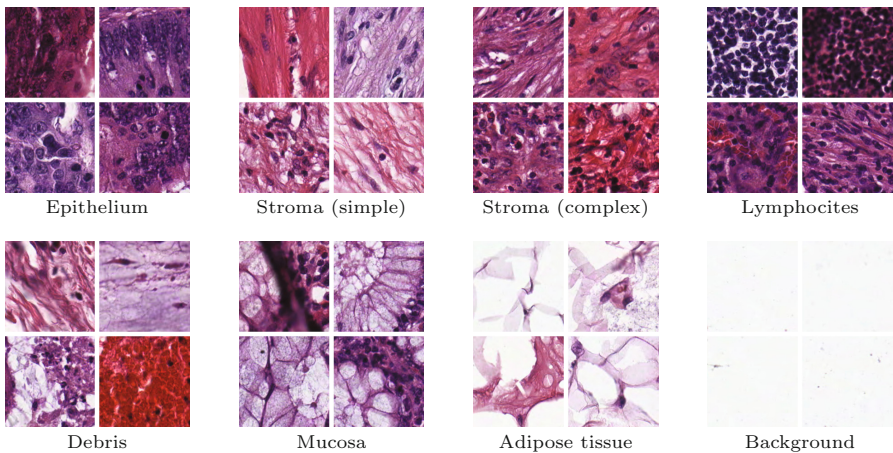 Epithelium
Stroma (simple)
Stroma (complex)
Lymphocites
Debris
Mucosa
Adipose tissue
Background